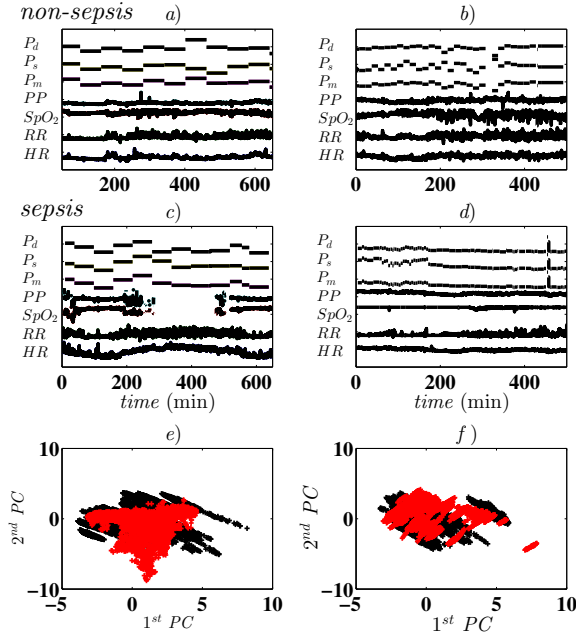 non-sepsis
a)
b)
P_d
P_s
P_m
PP
SpO_2
RR
HR
200
400
600
P_d
P_s
P_m
PP
SpO_2
RR
HR
0
200
400
sepsis
c)
d)
P_d
P_s
P_m
PP
SpO_2
RR
HR
0
200
400
600
time (min)
P_d
P_s
P_m
PP
SpO_2
RR
HR
0
200
400
time (min)
e)
f)
2^{nd} PC
10
0
−10
−5
0
5
10
1^{st} PC
2^{nd} PC
10
0
−10
−5
0
5
10
1^{st} PC